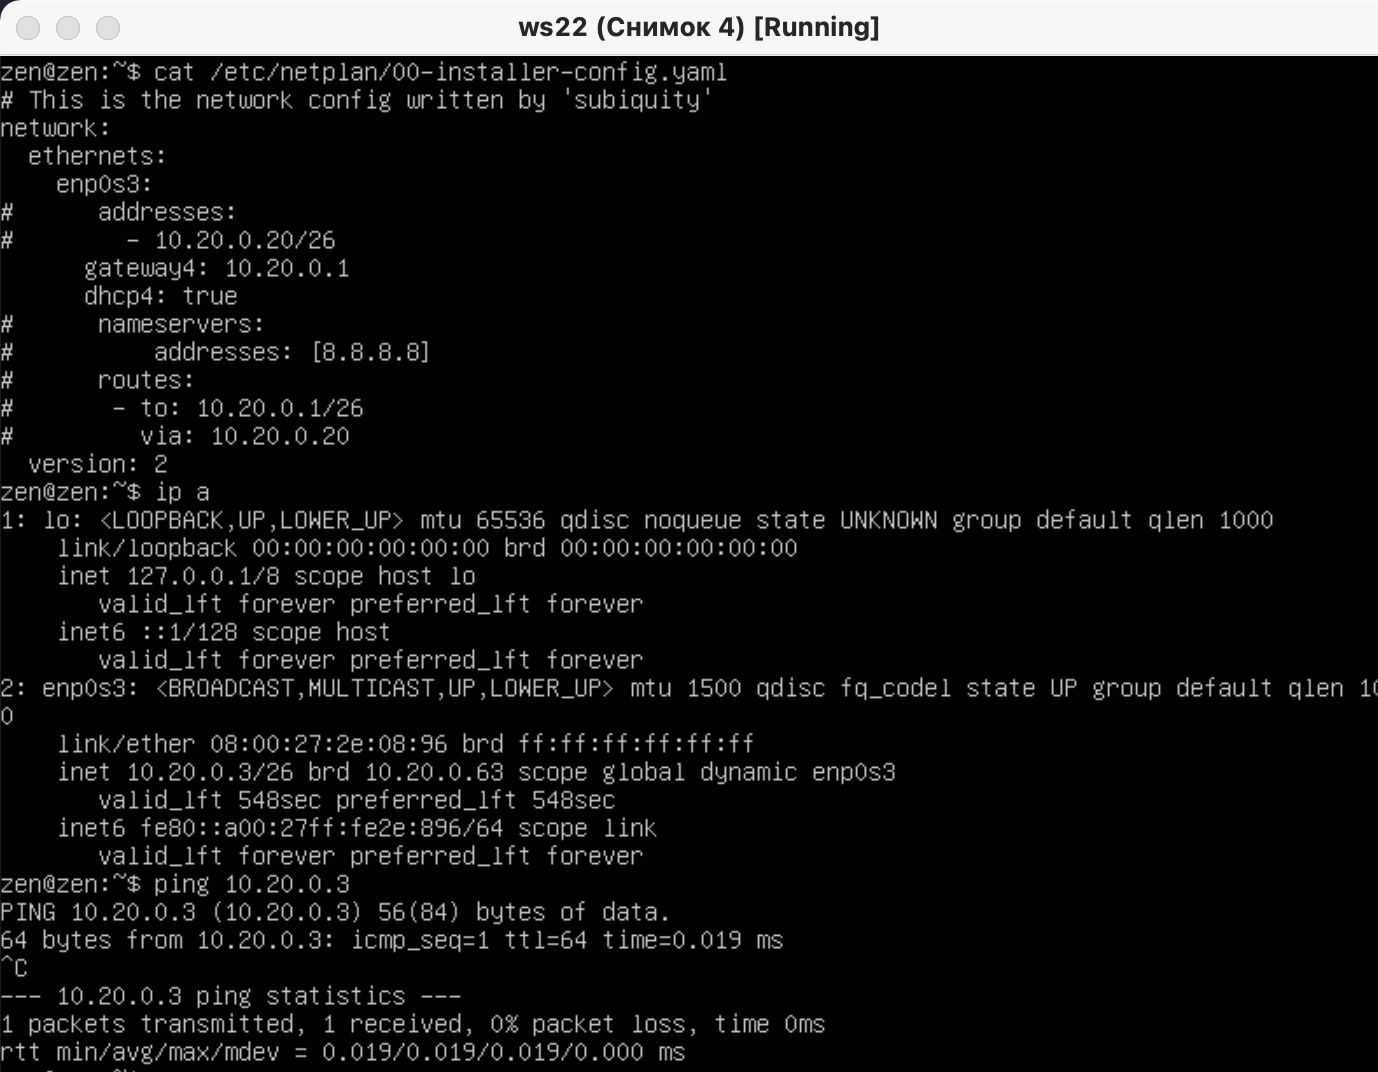 ws22 (Снимок 4) [Running]
zen@zen:~$ cat /etc/netplan/00-installer-config.yaml
# This is the network config written by 'subiquity'
network:
  ethernets:
    enp0s3:
#      addresses:
#        - 10.20.0.20/26
      gateway4: 10.20.0.1
      dhcp4: true
#      nameservers:
#          addresses: [8.8.8.8]
#      routes:
#       - to: 10.20.0.1/26
#         via: 10.20.0.20
  version: 2
zen@zen:~$ ip a
1: lo: <LOOPBACK,UP,LOWER_UP> mtu 65536 qdisc noqueue state UNKNOWN group default qlen 1000
    link/loopback 00:00:00:00:00:00 brd 00:00:00:00:00:00
    inet 127.0.0.1/8 scope host lo
       valid_lft forever preferred_lft forever
    inet6 ::1/128 scope host
       valid_lft forever preferred_lft forever
2: enp0s3: <BROADCAST,MULTICAST,UP,LOWER_UP> mtu 1500 qdisc fq_codel state UP group default qlen 10
0
    link/ether 08:00:27:2e:08:96 brd ff:ff:ff:ff:ff:ff
    inet 10.20.0.3/26 brd 10.20.0.63 scope global dynamic enp0s3
       valid_lft 548sec preferred_lft 548sec
    inet6 fe80::a00:27ff:fe2e:896/64 scope link
       valid_lft forever preferred_lft forever
zen@zen:~$ ping 10.20.0.3
PING 10.20.0.3 (10.20.0.3) 56(84) bytes of data.
64 bytes from 10.20.0.3: icmp_seq=1 ttl=64 time=0.019 ms
^C
--- 10.20.0.3 ping statistics ---
1 packets transmitted, 1 received, 0% packet loss, time 0ms
rtt min/avg/max/mdev = 0.019/0.019/0.019/0.000 ms